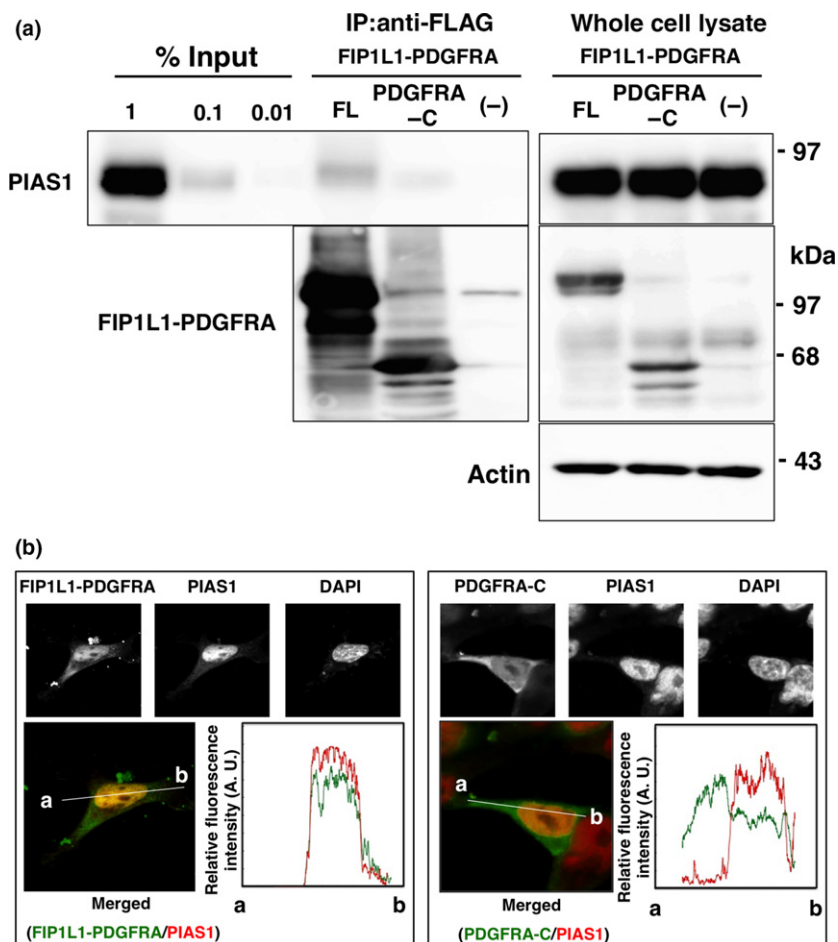 (a)
IP:anti-FLAG
Whole cell lysate
% Input
FIP1L1-PDGFRA
FIP1L1-PDGFRA
1 0.1 0.01
FL PDGFRA –C (–)
FL PDGFRA –C (–)
PIAS1
- 97
kDa
FIP1L1-PDGFRA
- 97
- 68
Actin
- 43
(b)
FIP1L1-PDGFRA PIAS1 DAPI
a b
Relative fluorescence
intensity (A. U.)
Merged
a b
(FIP1L1-PDGFRA/PIAS1)
PDGFRA-C PIAS1 DAPI
a b
Relative fluorescence
intensity (A. U.)
Merged
a b
(PDGFRA-C/PIAS1)